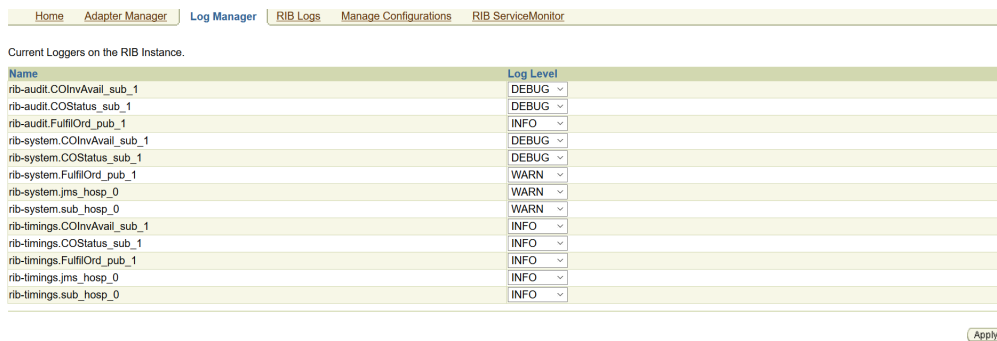 Home Adapter Manager Log Manager RIB Logs Manage Configurations RIB ServiceMonitor
Current Loggers on the RIB Instance.
Name Log Level
rib-audit.COInvAvail_sub_1 DEBUG
rib-audit.COStatus_sub_1 DEBUG
rib-audit.FulfilOrd_pub_1 INFO
rib-system.COInvAvail_sub_1 DEBUG
rib-system.COStatus_sub_1 DEBUG
rib-system.FulfilOrd_pub_1 WARN
rib-system.jms_hosp_0 WARN
rib-system.sub_hosp_0 WARN
rib-timings.COInvAvail_sub_1 INFO
rib-timings.COStatus_sub_1 INFO
rib-timings.FulfilOrd_pub_1 INFO
rib-timings.jms_hosp_0 INFO
rib-timings.sub_hosp_0 INFO
Apply